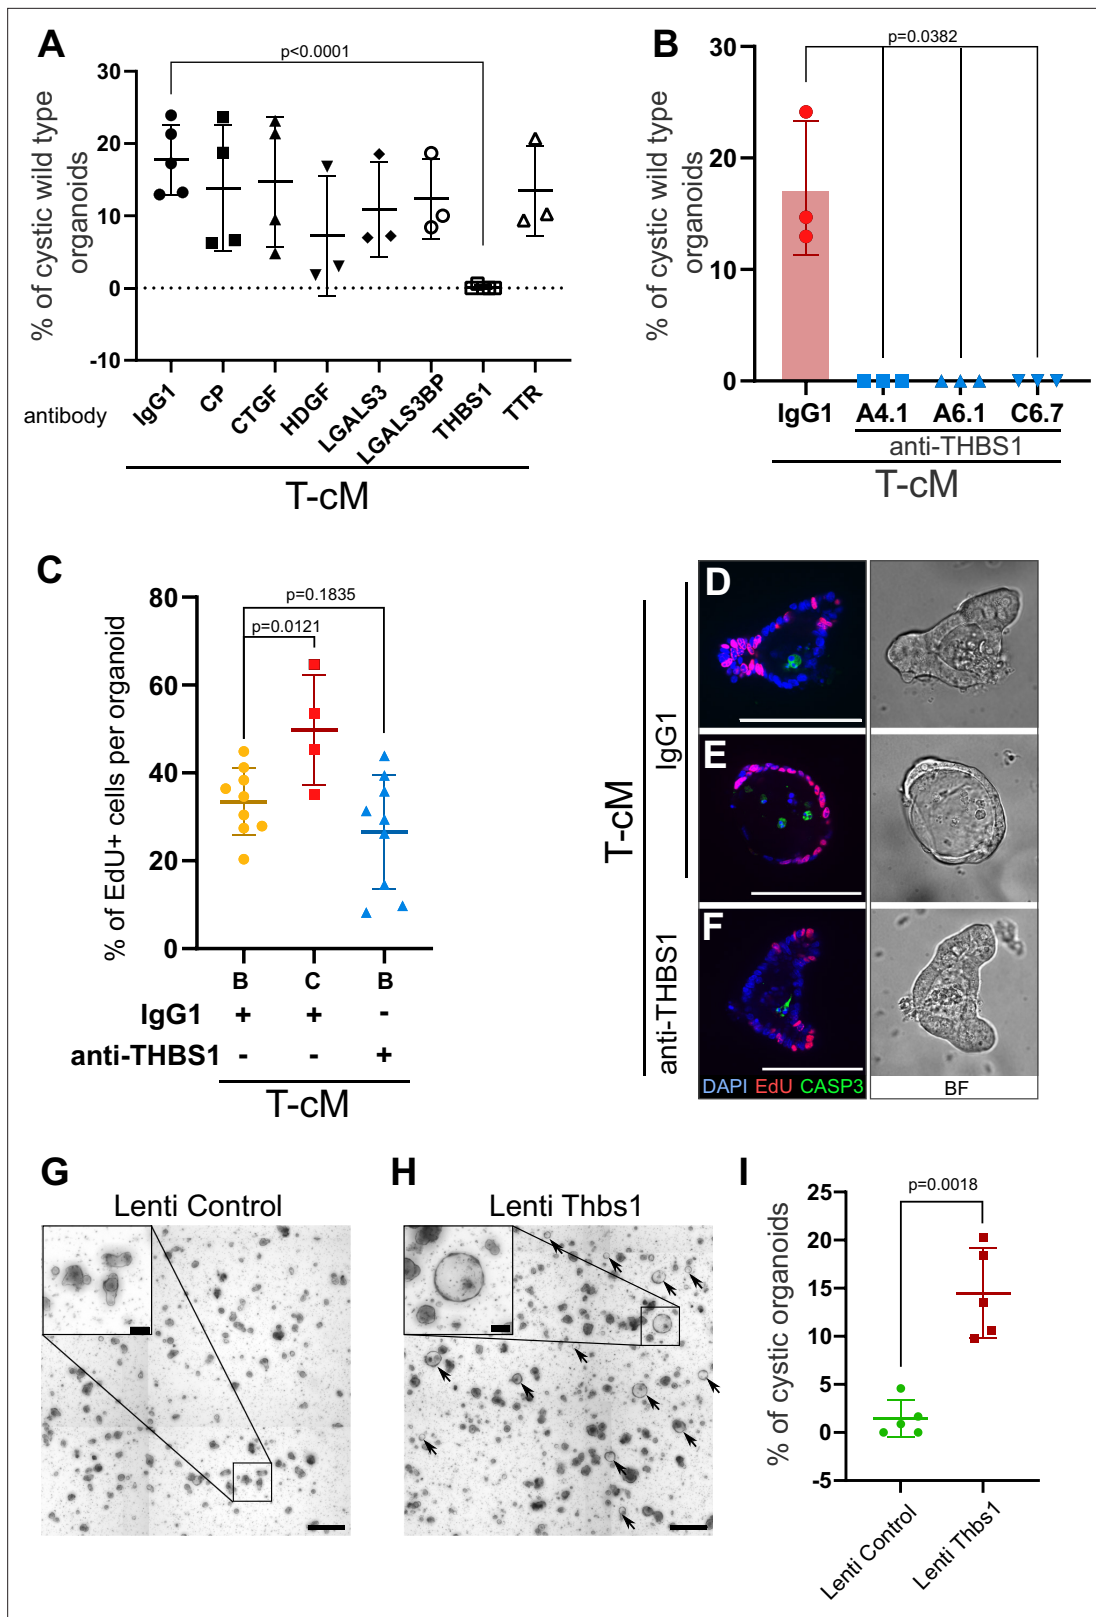 A
p<0.0001
% of cystic wild type
organoids
30
20
10
0
-10
antibody
IgG1
CP
CTGF
HDGF
LGALS3
LGALS3BP
THBS1
TTR
T-cM
B
p=0.0382
% of cystic wild type
organoids
30
20
10
0
IgG1
A4.1
A6.1
C6.7
anti-THBS1
T-cM
C
p=0.1835
p=0.0121
% of EdU+ cells per organoid
80
60
40
20
0
B C B
IgG1 + + -
anti-THBS1 - - +
T-cM
T-cM
IgG1
anti-THBS1
D
E
F
DAPI EdU CASP3
BF
G
Lenti Control
H
Lenti Thbs1
I
p=0.0018
% of cystic organoids
25
20
15
10
5
0
-5
Lenti Control
Lenti Thbs1